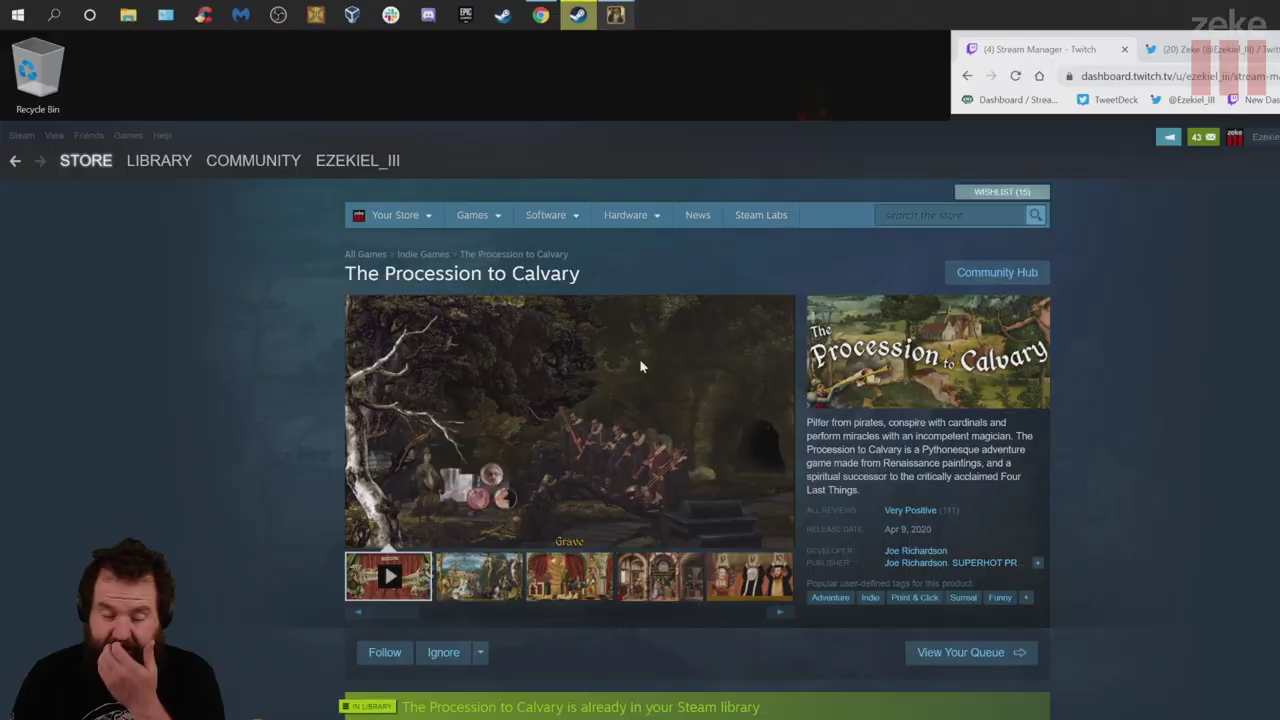 zeke
III
(4) Stream Manager - Twitch
(20) Zeke (@Ezekiel_III) / Twitt
dashboard.twitch.tv/u/ezekiel_iii/stream-ma
Dashboard / Strea...
TweetDeck
@Ezekiel_III
New Das
Recycle Bin
Steam View Friends Games Help
43
zeke
Ezekie
STORE LIBRARY COMMUNITY EZEKIEL_III
WISHLIST (15)
Your Store Games Software Hardware News Steam Labs
search the store
All Games > Indie Games > The Procession to Calvary
The Procession to Calvary
Community Hub
The
Procession to Calvary
Grave
Pilfer from pirates, conspire with cardinals and
perform miracles with an incompetent magician. The
Procession to Calvary is a Pythonesque adventure
game made from Renaissance paintings, and a
spiritual successor to the critically acclaimed Four
Last Things.
ALL REVIEWS: Very Positive (111)
RELEASE DATE: Apr 9, 2020
DEVELOPER: Joe Richardson
PUBLISHER: Joe Richardson, SUPERHOT PR...
+
Popular user-defined tags for this product:
Adventure Indie Point & Click Surreal Funny +
Follow Ignore
View Your Queue
IN LIBRARY
The Procession to Calvary is already in your Steam library